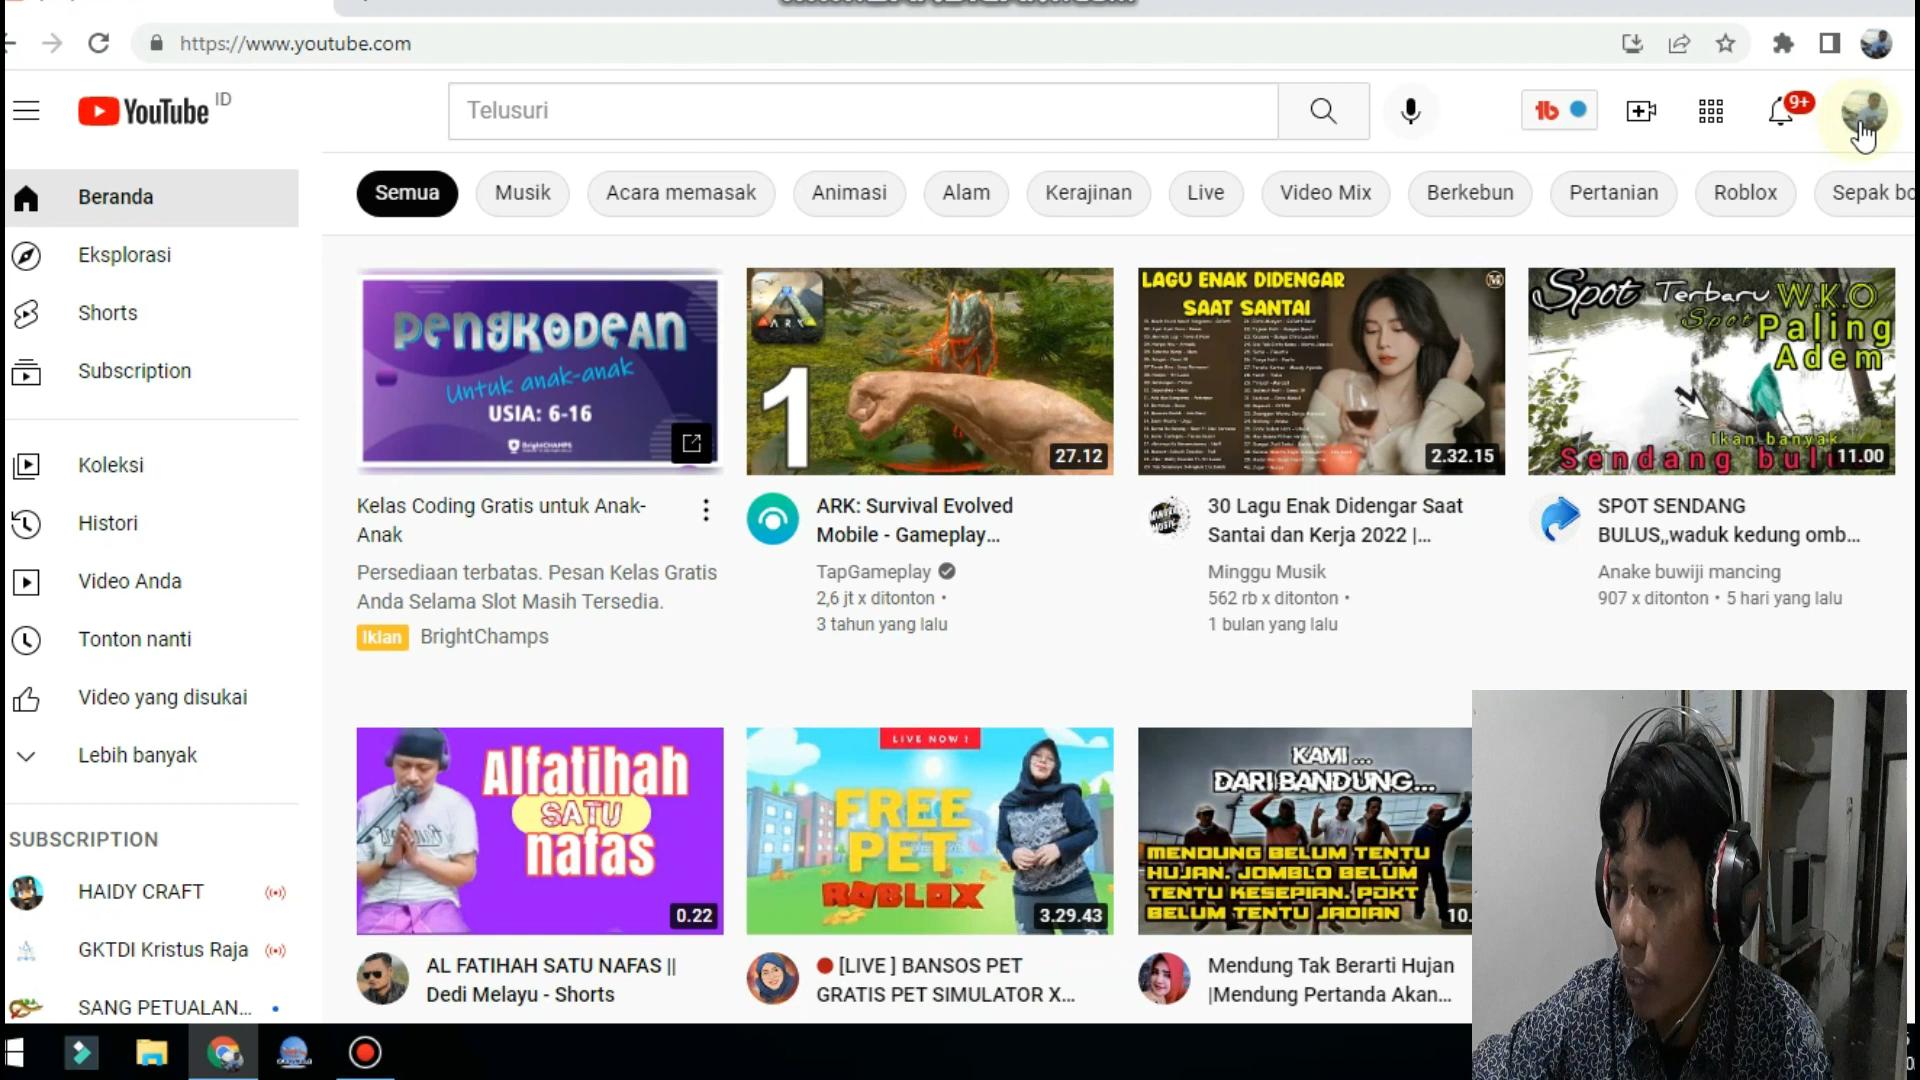 https://www.youtube.com
YouTube ID
Telusuri
9+
Semua
Musik
Acara memasak
Animasi
Alam
Kerajinan
Live
Video Mix
Berkebun
Pertanian
Roblox
Sepak bo
Beranda
Eksplorasi
Shorts
Subscription
Koleksi
Histori
Video Anda
Tonton nanti
Video yang disukai
Lebih banyak
SUBSCRIPTION
HAIDY CRAFT
GKTDI Kristus Raja
SANG PETUALAN...
PENGKODEAN
Untuk anak-anak
USIA: 6-16
BrightCHAMPS
Kelas Coding Gratis untuk Anak-
Anak
Persediaan terbatas. Pesan Kelas Gratis
Anda Selama Slot Masih Tersedia.
Iklan BrightChamps
ARK
1
27.12
ARK: Survival Evolved
Mobile - Gameplay...
TapGameplay
2,6 jt x ditonton •
3 tahun yang lalu
LAGU ENAK DIDENGAR
SAAT SANTAI
2.32.15
30 Lagu Enak Didengar Saat
Santai dan Kerja 2022 |...
Minggu Musik
562 rb x ditonton •
1 bulan yang lalu
Spot Terbaru W.K.O
Spot Paling
Adem
Ikan banyak
Sendang bul
11.00
SPOT SENDANG
BULUS,,waduk kedung omb...
Anake buwiji mancing
907 x ditonton • 5 hari yang lalu
Alfatihah
SATU
nafas
0.22
AL FATIHAH SATU NAFAS ||
Dedi Melayu - Shorts
LIVE NOW !
FREE
PET
ROBLOX
3.29.43
[LIVE ] BANSOS PET
GRATIS PET SIMULATOR X...
KAMI ...
DARI BANDUNG...
MENDUNG BELUM TENTU
HUJAN. JOMBLO BELUM
TENTU KESEPIAN. PDKT
BELUM TENTU JADIAN
10.
Mendung Tak Berarti Hujan
|Mendung Pertanda Akan...